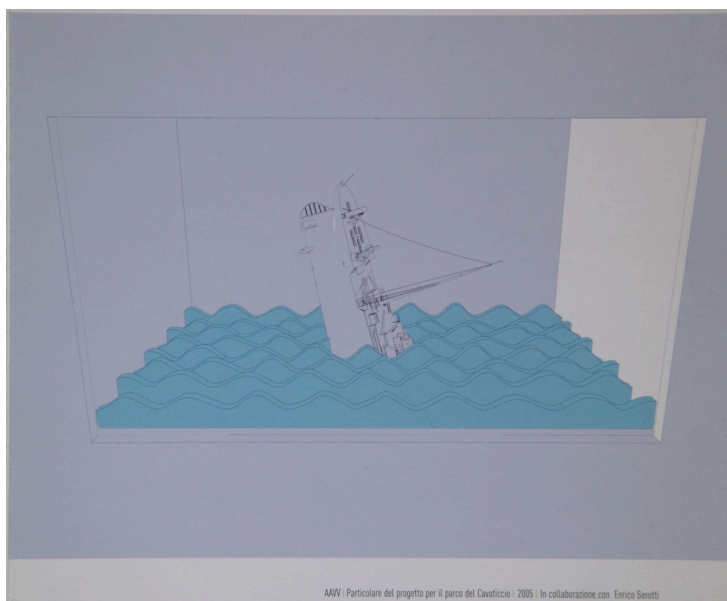 AAVV | Particolare del progetto per il parco del Cavaticcio | 2005 | In collaborazione con Enrico Serotti